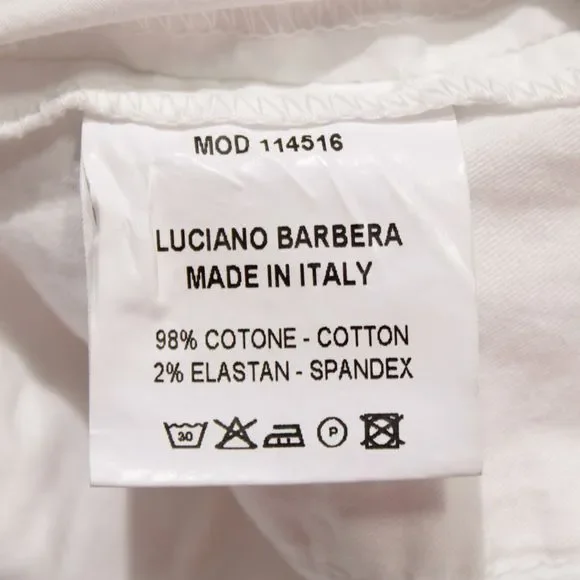 MOD 114516
LUCIANO BARBERA
MADE IN ITALY
98% COTONE - COTTON
2% ELASTAN - SPANDEX
30 P